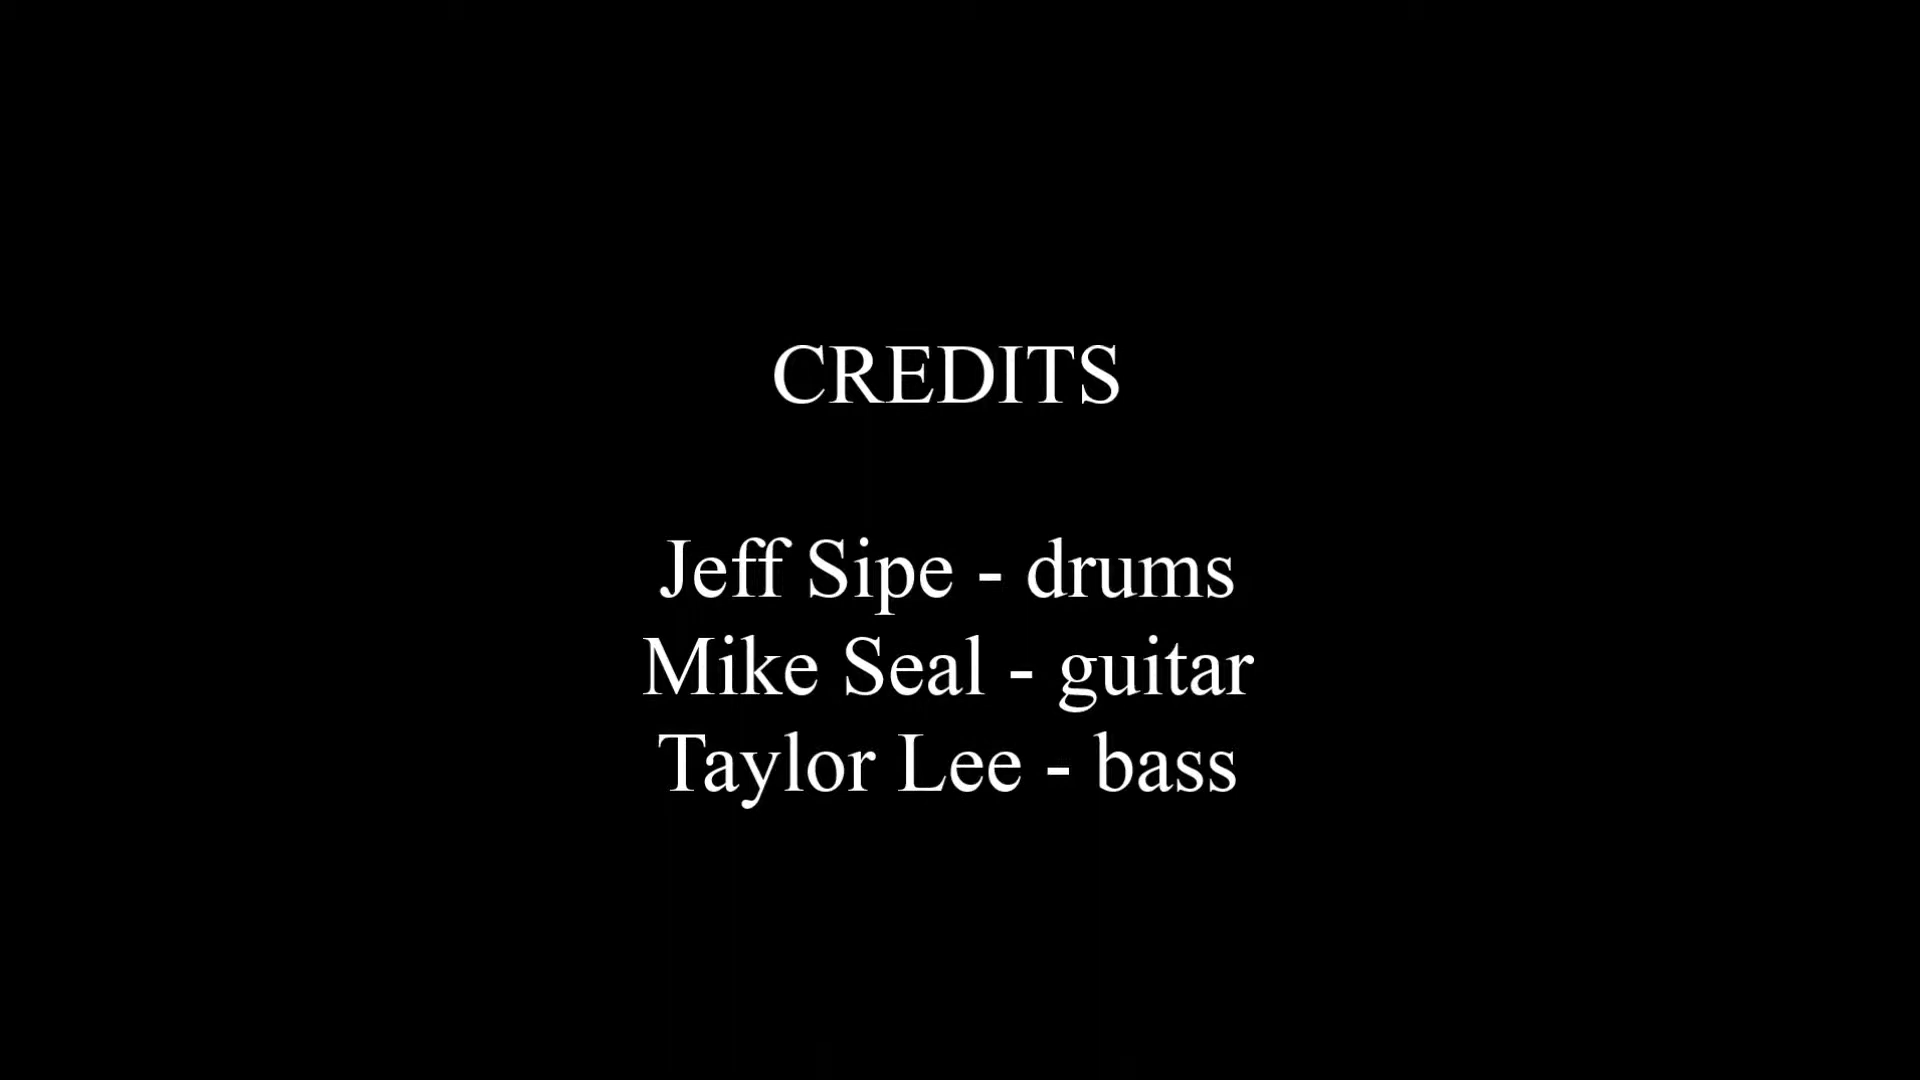 CREDITS
Jeff Sipe - drums
Mike Seal - guitar
Taylor Lee - bass